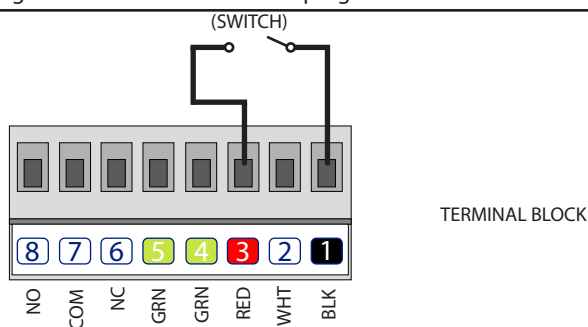 (SWITCH)
TERMINAL BLOCK
8 7 6 5 4 3 2 1
NO COM NC GRN GRN RED WHT BLK